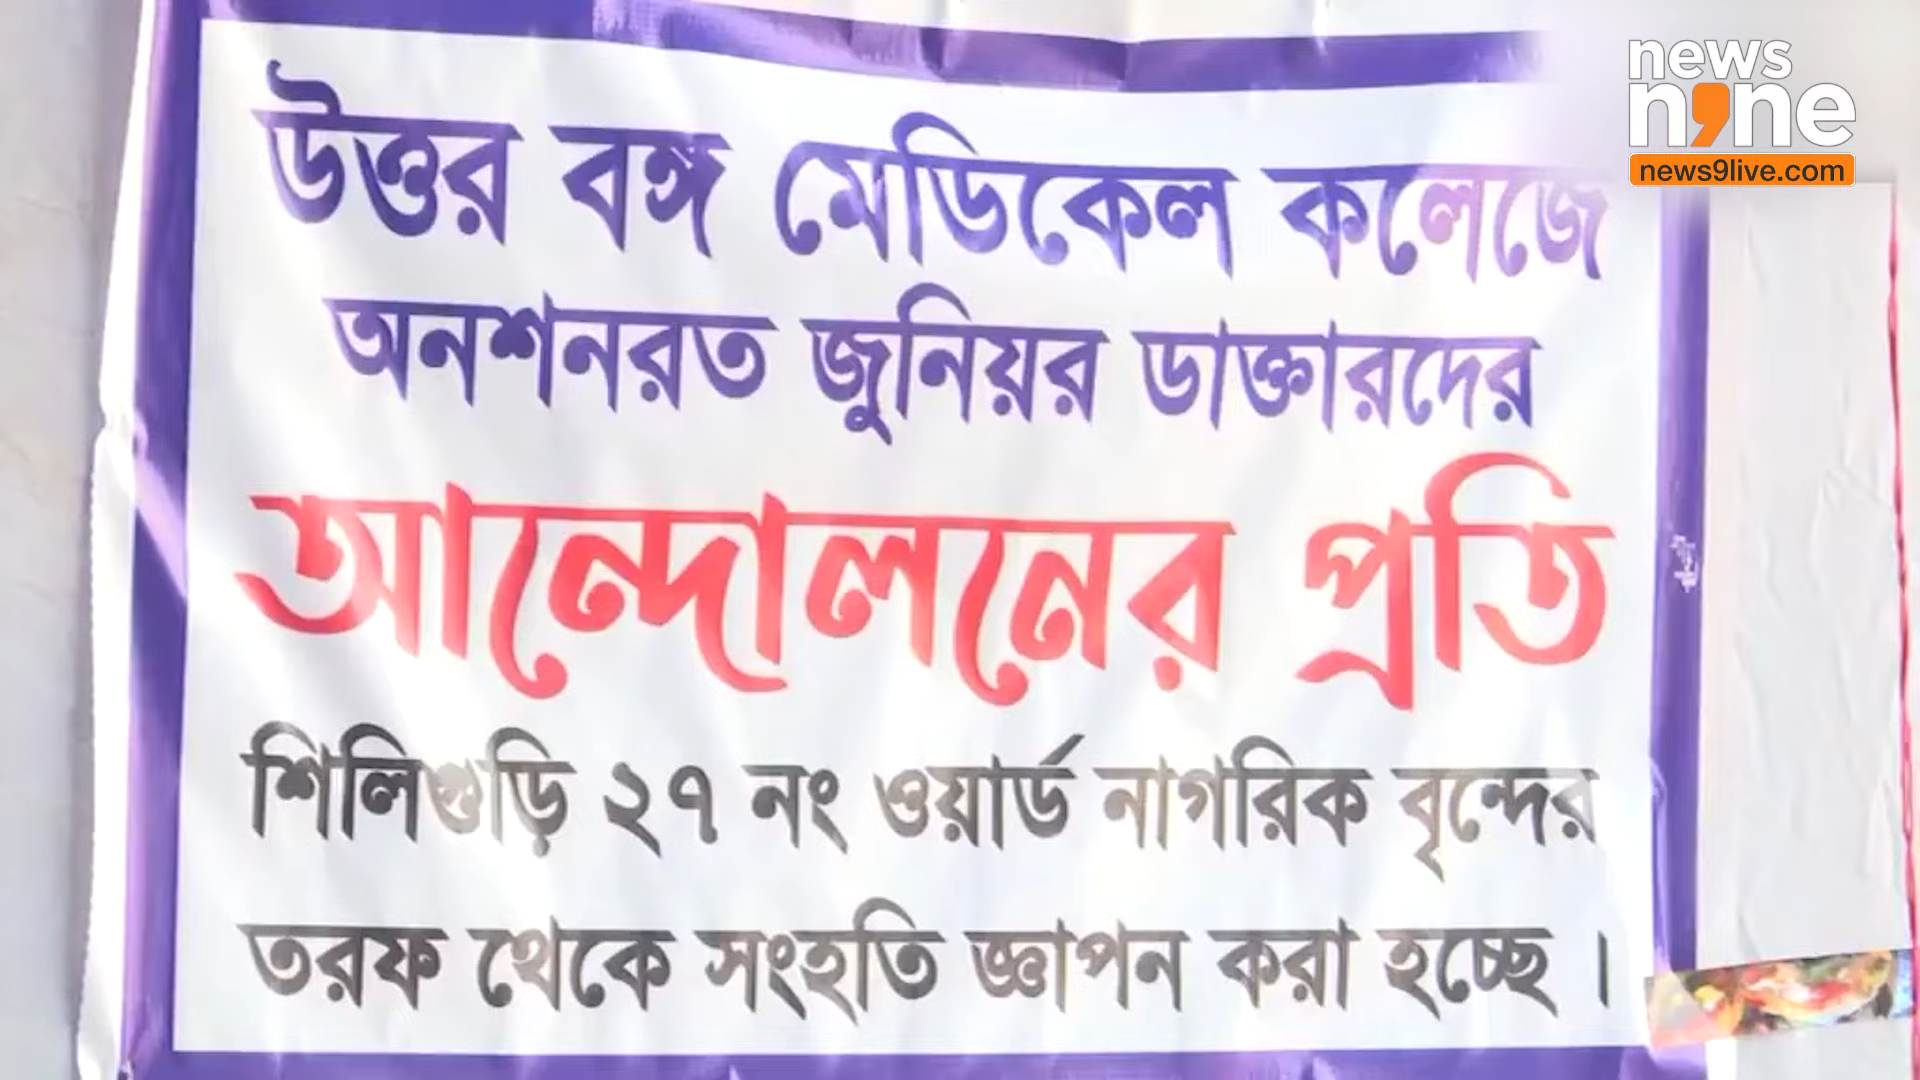 news
nine
news9live.com
উত্তর বঙ্গ মেডিকেল কলেজে
অনশনরত জুনিয়র ডাক্তারদের
আন্দোলনের প্রতি
শিলিগুড়ি ২৭ নং ওয়ার্ড নাগরিক বৃন্দের
তরফ থেকে সংহতি জ্ঞাপন করা হচ্ছে ।